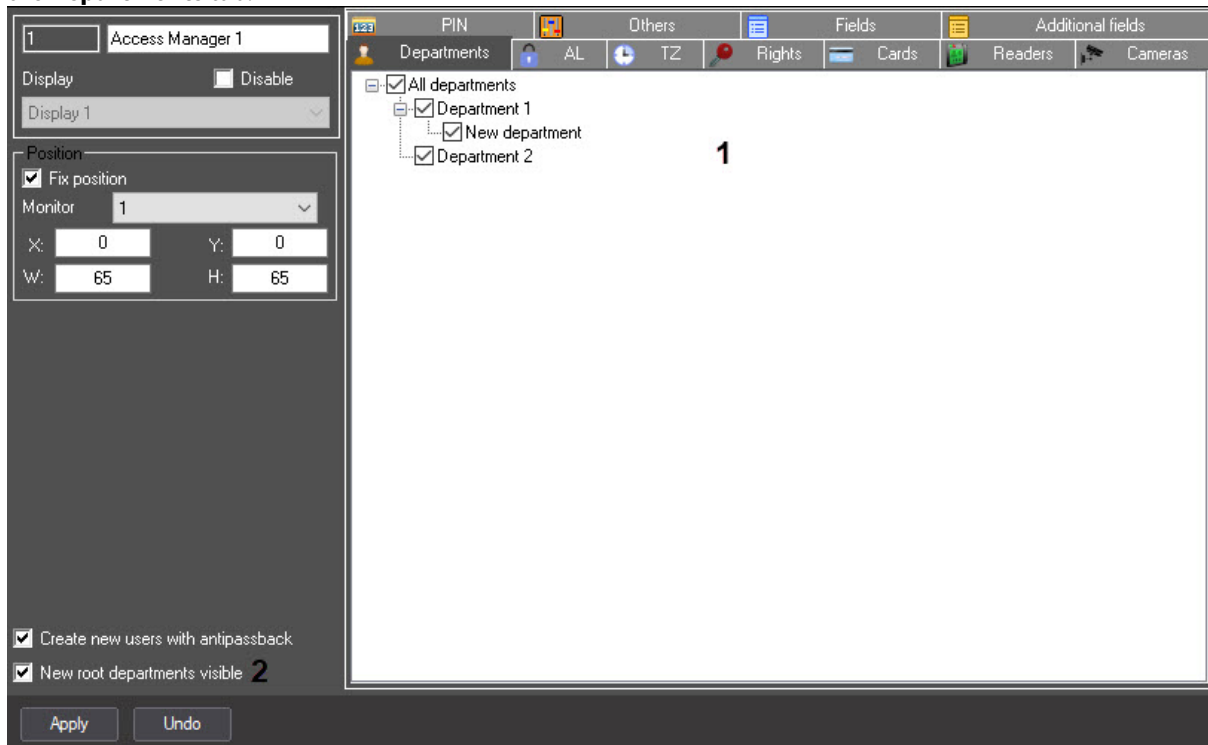 1 Access Manager 1
Display Disable
Display 1
Position
Fix position
Monitor 1
X: 0 Y: 0
W: 65 H: 65
Create new users with antipassback
New root departments visible 2
Apply Undo
123 PIN Others Fields Additional fields
Departments AL TZ Rights Cards Readers Cameras
All departments
Department 1
New department
Department 2
1